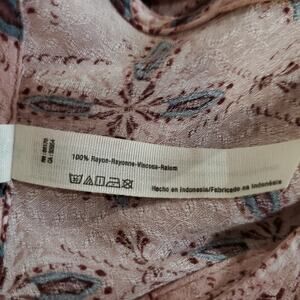 100% Rayon-Rayonne-Viscosa-Raiom
Hecho en Indonesia/Fabricado na Indonésia